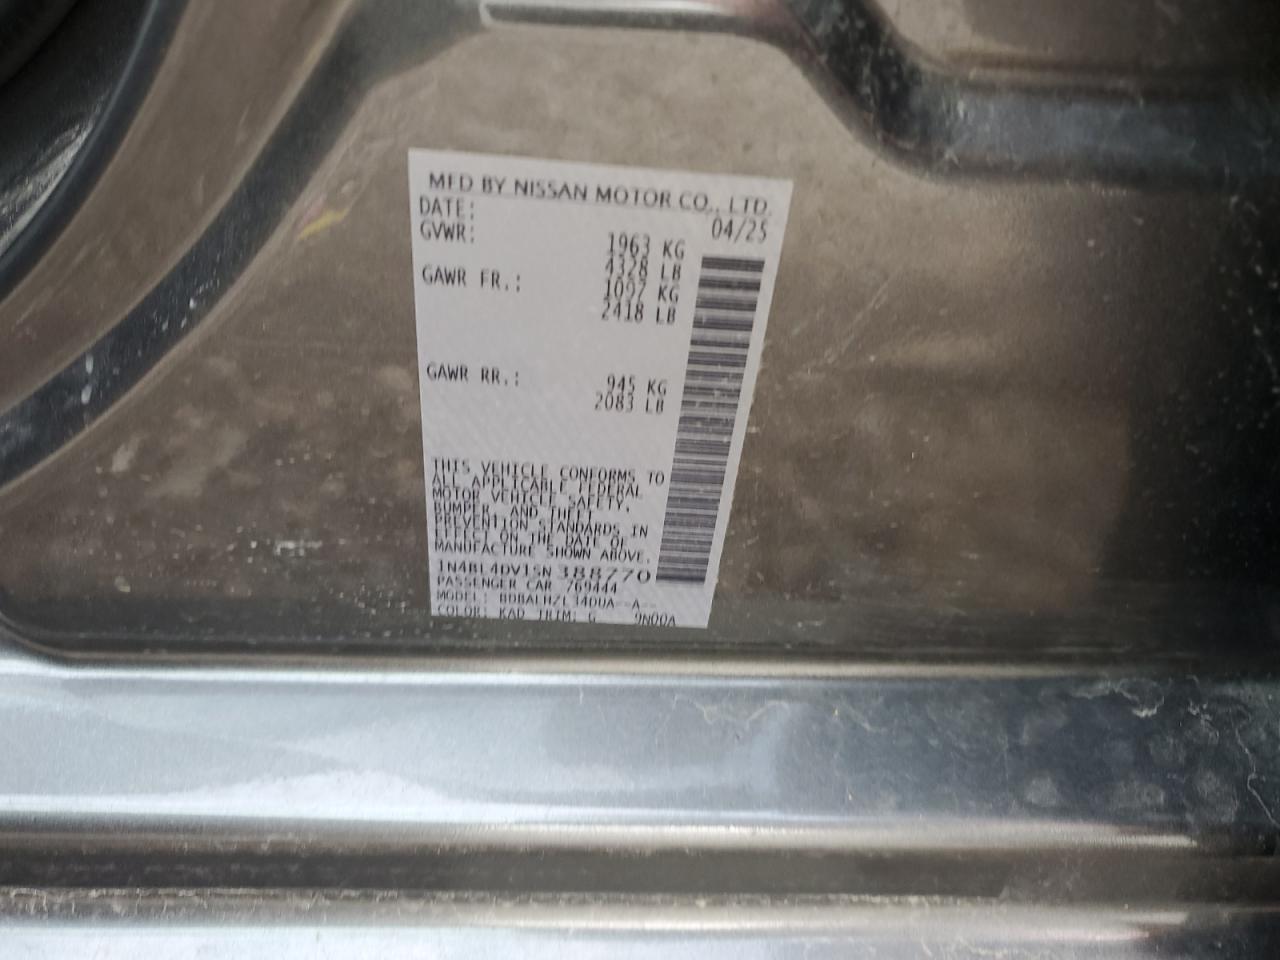 MFD BY NISSAN MOTOR CO., LTD.
DATE: 04/25
GVWR: 1963 KG
4328 LB
GAWR FR.: 1097 KG
2418 LB
GAWR RR.: 945 KG
2083 LB
THIS VEHICLE CONFORMS TO
ALL APPLICABLE FEDERAL
MOTOR VEHICLE SAFETY,
BUMPER, AND THEFT
PREVENTION STANDARDS IN
EFFECT ON THE DATE OF
MANUFACTURE SHOWN ABOVE.
1N4BL4DV1SN388770
PASSENGER CAR 769444
MODEL: BDBALH/L34DUA--A--
COLOR: KAD TRIM: G 9N00A